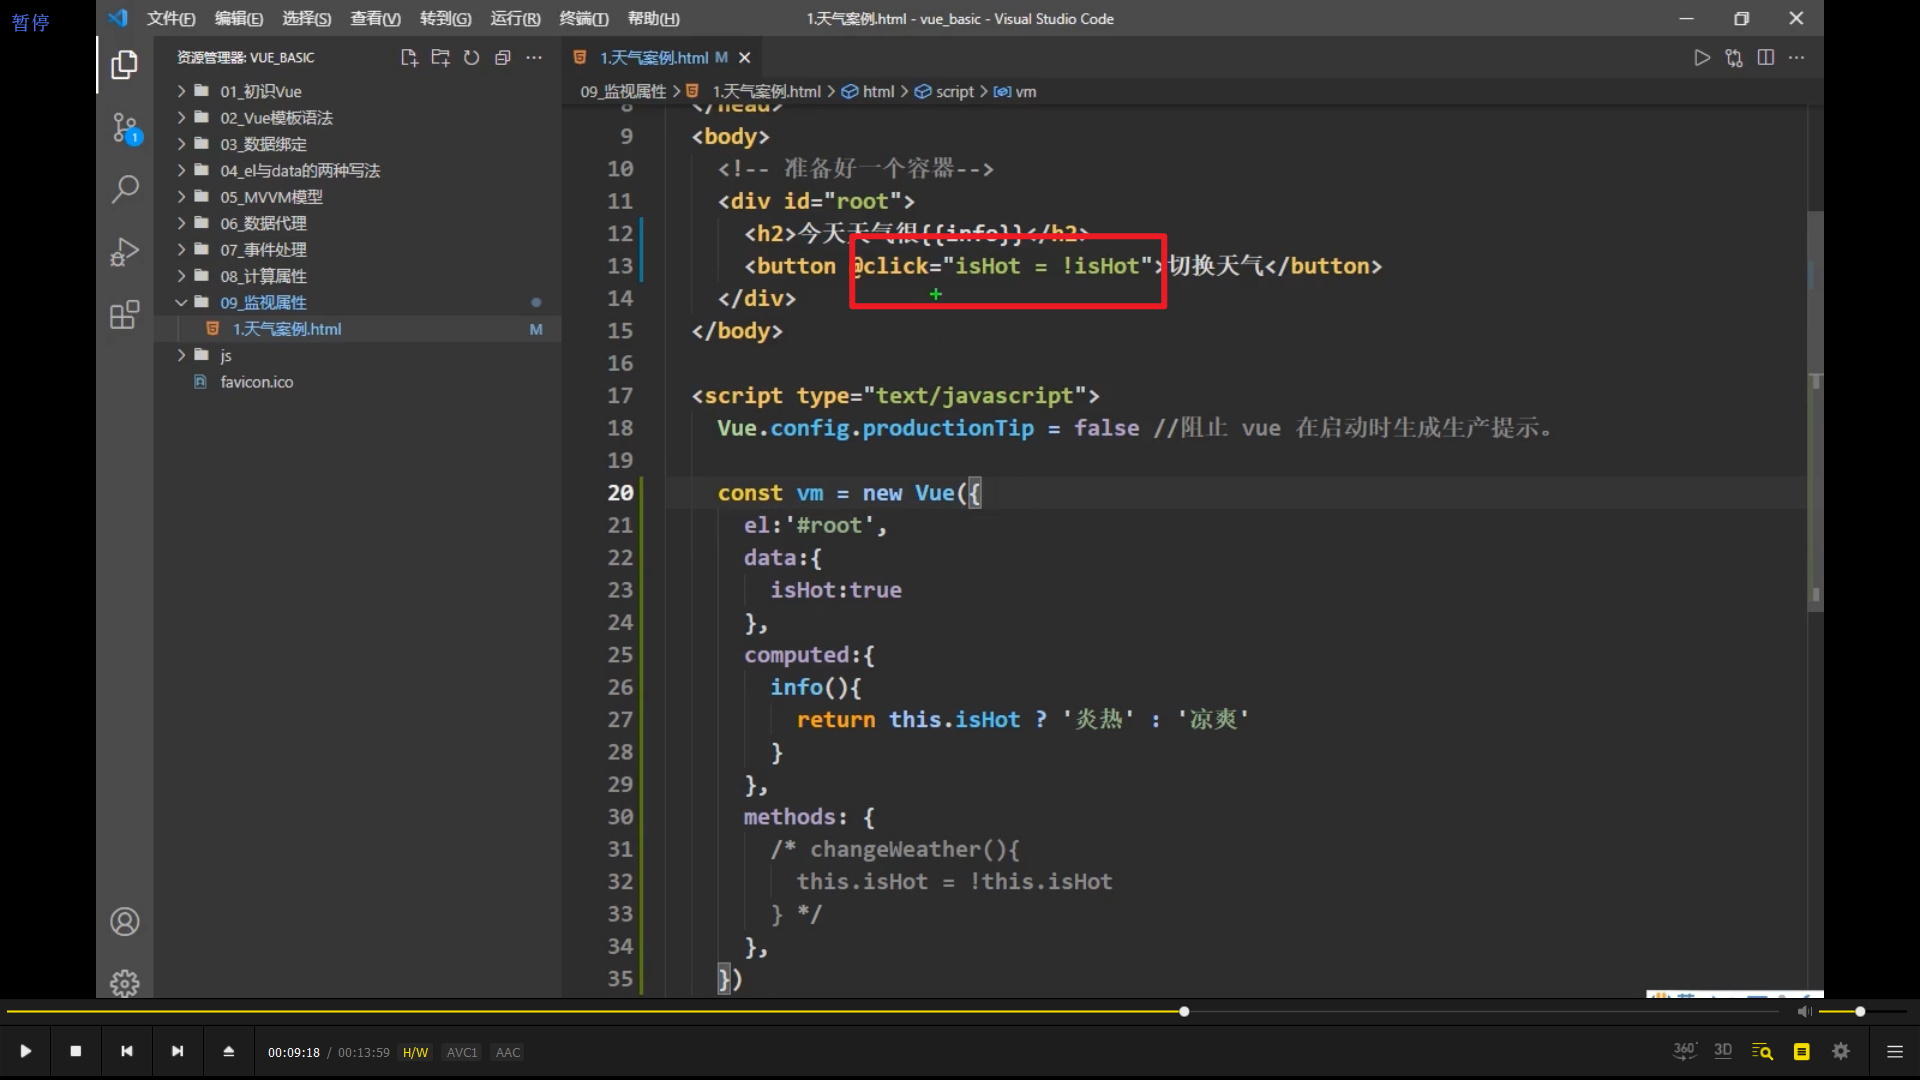 暂停
文件(F) 编辑(E) 选择(S) 查看(V) 转到(G) 运行(R) 终端(T) 帮助(H) 1.天气案例.html - vue_basic - Visual Studio Code
资源管理器: VUE_BASIC
1.天气案例.html M
09_监视属性 > 1.天气案例.html > html > script > vm
01_初识Vue
02_Vue模板语法
03_数据绑定
04_el与data的两种写法
05_MVVM模型
06_数据代理
07_事件处理
08_计算属性
09_监视属性
1.天气案例.html M
js
favicon.ico
1
8 </head>
9 <body>
10 <!-- 准备好一个容器-->
11 <div id="root">
12 <h2>今天天气很{{info}}</h2>
13 <button @click="isHot = !isHot">切换天气</button>
14 </div>
15 </body>
16
17 <script type="text/javascript">
18 Vue.config.productionTip = false //阻止 vue 在启动时生成生产提示。
19
20 const vm = new Vue({
21 el:'#root',
22 data:{
23 isHot:true
24 },
25 computed:{
26 info(){
27 return this.isHot ? '炎热' : '凉爽'
28 }
29 },
30 methods: {
31 /* changeWeather(){
32 this.isHot = !this.isHot
33 } */
34 },
35 })
00:09:18 / 00:13:59 H/W AVC1 AAC
360° 3D